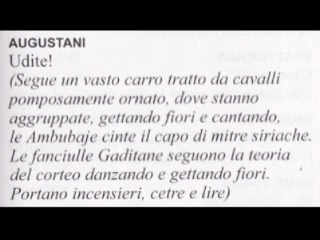 AUGUSTANI
Udite!
(Segue un vasto carro tratto da cavalli
pomposamente ornato, dove stanno
aggruppate, gettando fiori e cantando,
le Ambubaje cinte il capo di mitre siriache.
Le fanciulle Gaditane seguono la teoria
del corteo danzando e gettando fiori.
Portano incensieri, cetre e lire)